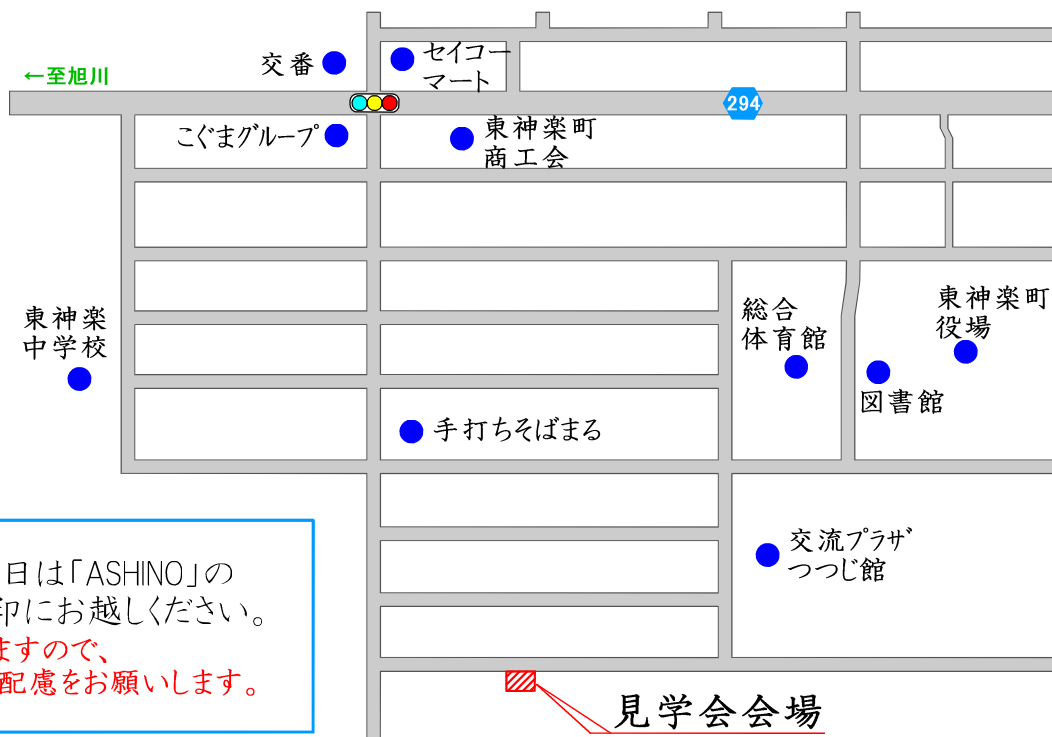 交番
セイコー
マート
←至旭川
294
こぐまグループ
東神楽町
商工会
東神楽
中学校
総合
体育館
東神楽町
役場
図書館
手打ちそばまる
交流プラザ
つつじ館
日は「ASHINO」の
印にお越しください。
ますので、
配慮をお願いします。
見学会会場